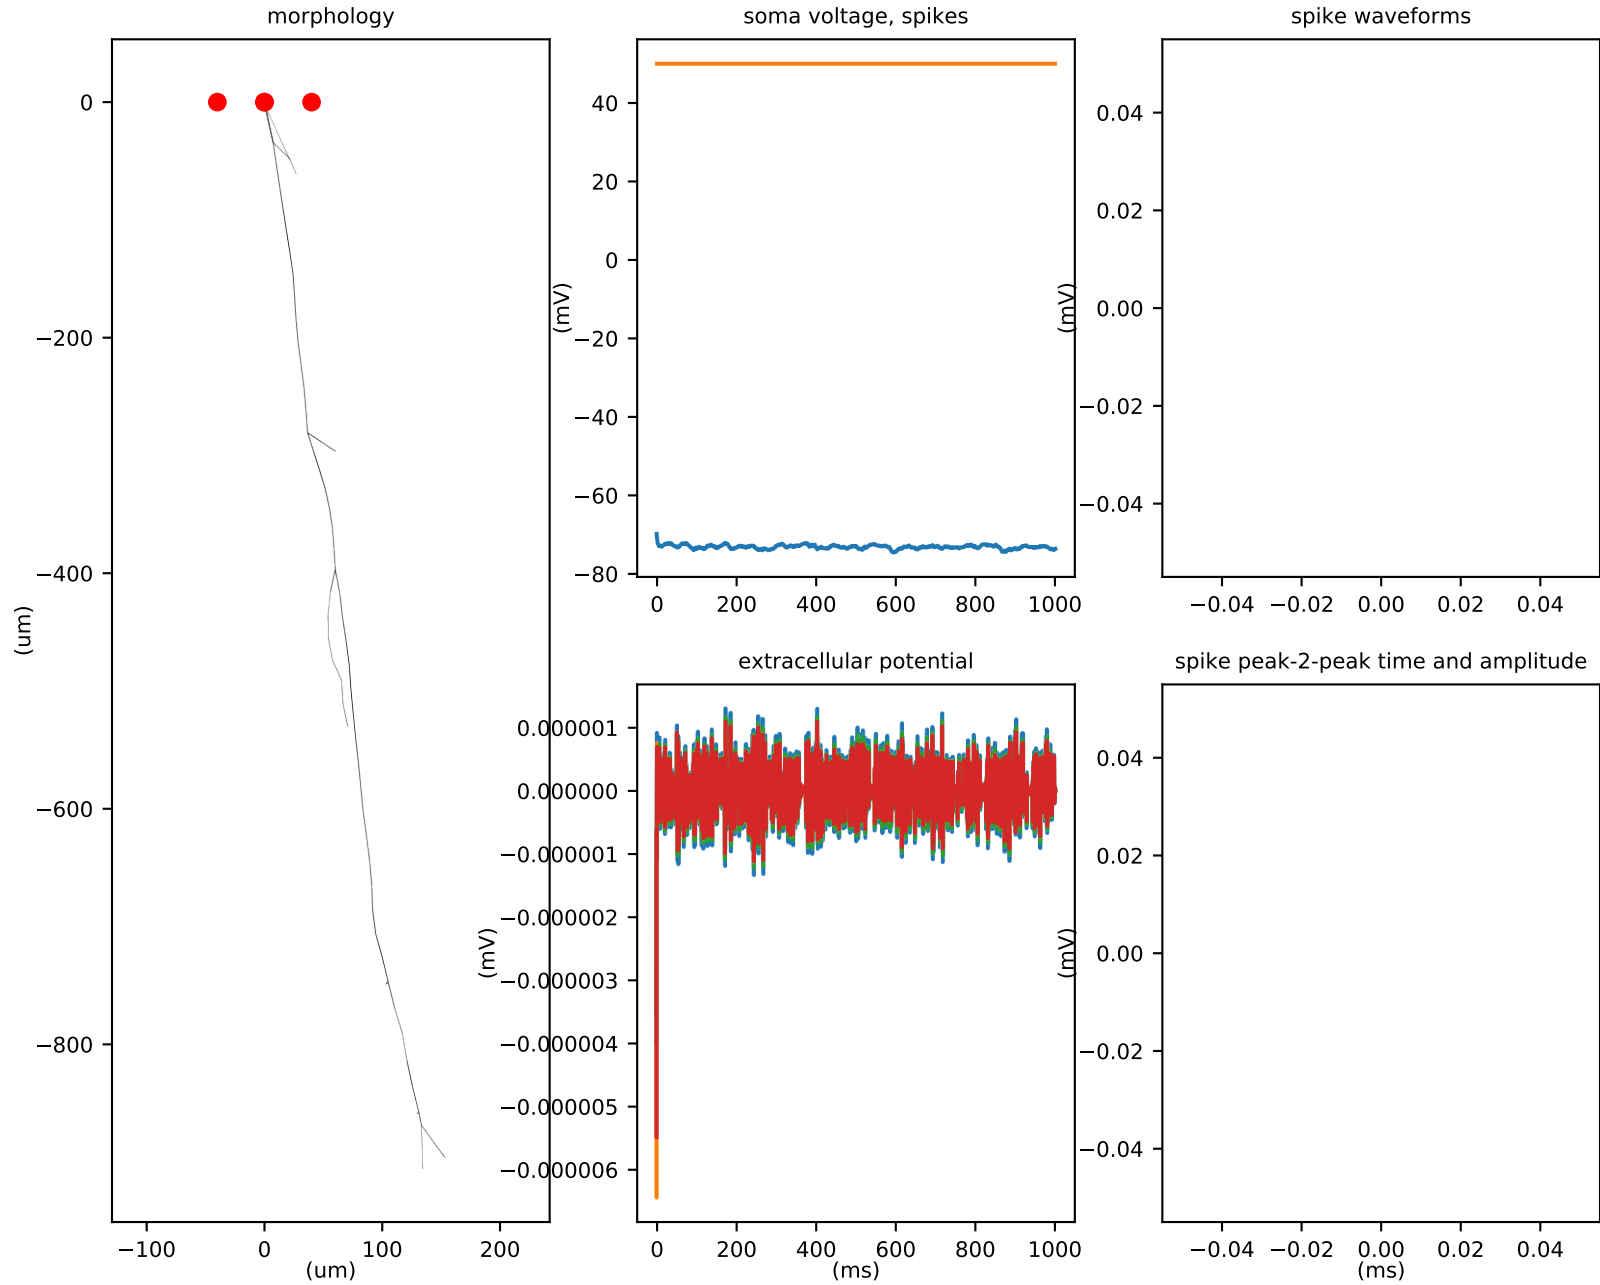 morphology
0
−200
−400
−600
−800
(um)
−100 0 100 200
(um)
soma voltage, spikes
40
20
0
−20
−40
−60
−80
(mV)
0 200 400 600 800 1000
spike waveforms
0.04
0.02
0.00
−0.02
−0.04
(mV)
−0.04 −0.02 0.00 0.02 0.04
extracellular potential
0.000001
0.000000
−0.000001
−0.000002
−0.000003
−0.000004
−0.000005
−0.000006
(mV)
0 200 400 600 800 1000
(ms)
spike peak-2-peak time and amplitude
0.04
0.02
0.00
−0.02
−0.04
(mV)
−0.04 −0.02 0.00 0.02 0.04
(ms)